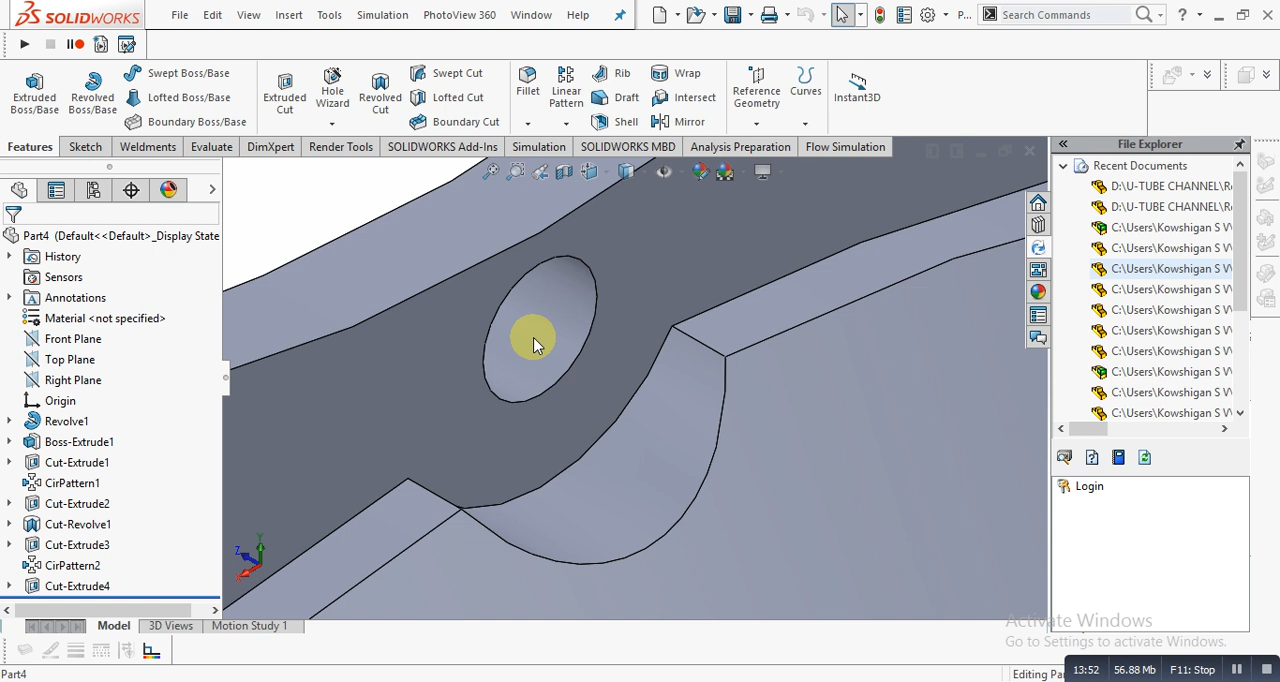 SOLIDWORKS File Edit View Insert Tools Simulation PhotoView 360 Window Help P... Search Commands ?
Swept Boss/Base Swept Cut Rib Wrap
Extruded Boss/Base Revolved Boss/Base Lofted Boss/Base Extruded Cut Hole Wizard Revolved Cut Lofted Cut Fillet Linear Pattern Draft Intersect Reference Geometry Curves Instant3D
Boundary Boss/Base Boundary Cut Shell Mirror
Features Sketch Weldments Evaluate DimXpert Render Tools SOLIDWORKS Add-Ins Simulati SOLIDWORKS MBD Analysis Preparation Flow Simulation
File Explorer
Recent Documents
D:\U-TUBE CHANNEL\R
D:\U-TUBE CHANNEL\R
C:\Users\Kowshigan S V
C:\Users\Kowshigan S V
C:\Users\Kowshigan S V
C:\Users\Kowshigan S V
C:\Users\Kowshigan S V
C:\Users\Kowshigan S V
C:\Users\Kowshigan S V
C:\Users\Kowshigan S V
C:\Users\Kowshigan S V
C:\Users\Kowshigan S V
Login
Part4 (Default<<Default>_Display State
History
Sensors
Annotations
Material <not specified>
Front Plane
Top Plane
Right Plane
Origin
Revolve1
Boss-Extrude1
Cut-Extrude1
CirPattern1
Cut-Extrude2
Cut-Revolve1
Cut-Extrude3
CirPattern2
Cut-Extrude4
Y
Z
Model 3D Views Motion Study 1
Activate Windows
Go to Settings to activate Windows.
Part4 Editing Pa 13:52 56.88 Mb F11: Stop